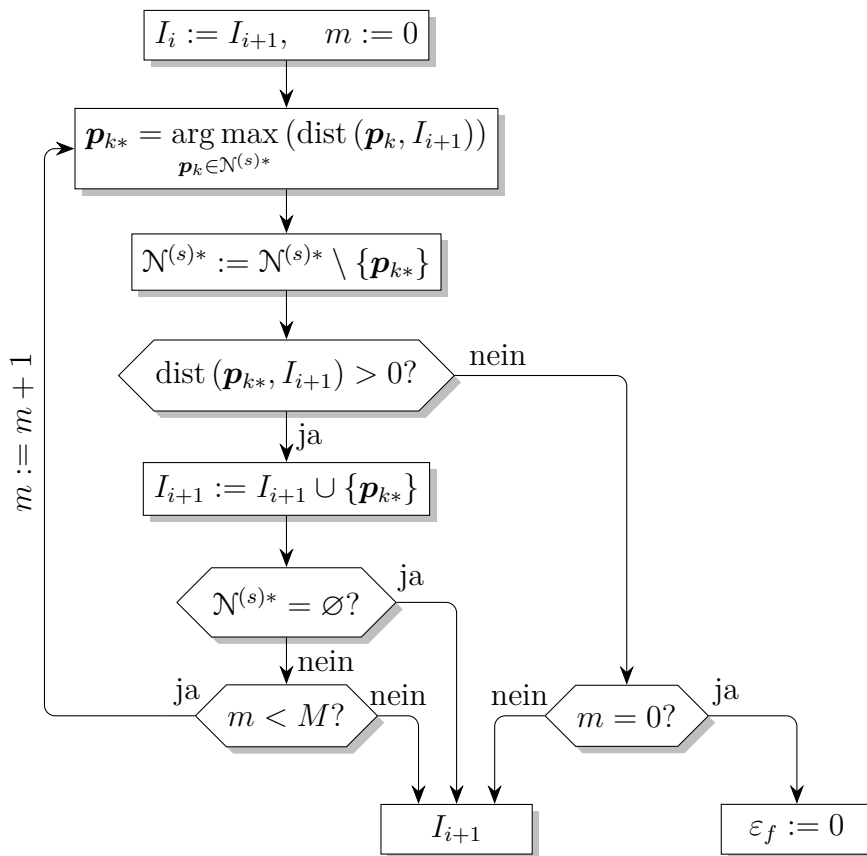 I_i := I_{i+1}, m := 0
𝒑_{k*} = arg max (dist (𝒑_k, I_{i+1}))
𝒑_k∈𝒩^{(s)*}
𝒩^{(s)*} := 𝒩^{(s)*} \ {𝒑_{k*}}
dist (𝒑_{k*}, I_{i+1}) > 0?
nein
ja
m := m + 1
I_{i+1} := I_{i+1} ∪ {𝒑_{k*}}
𝒩^{(s)*} = ∅?
ja
nein
ja
m < M?
nein
nein
m = 0?
ja
I_{i+1}
ε_f := 0